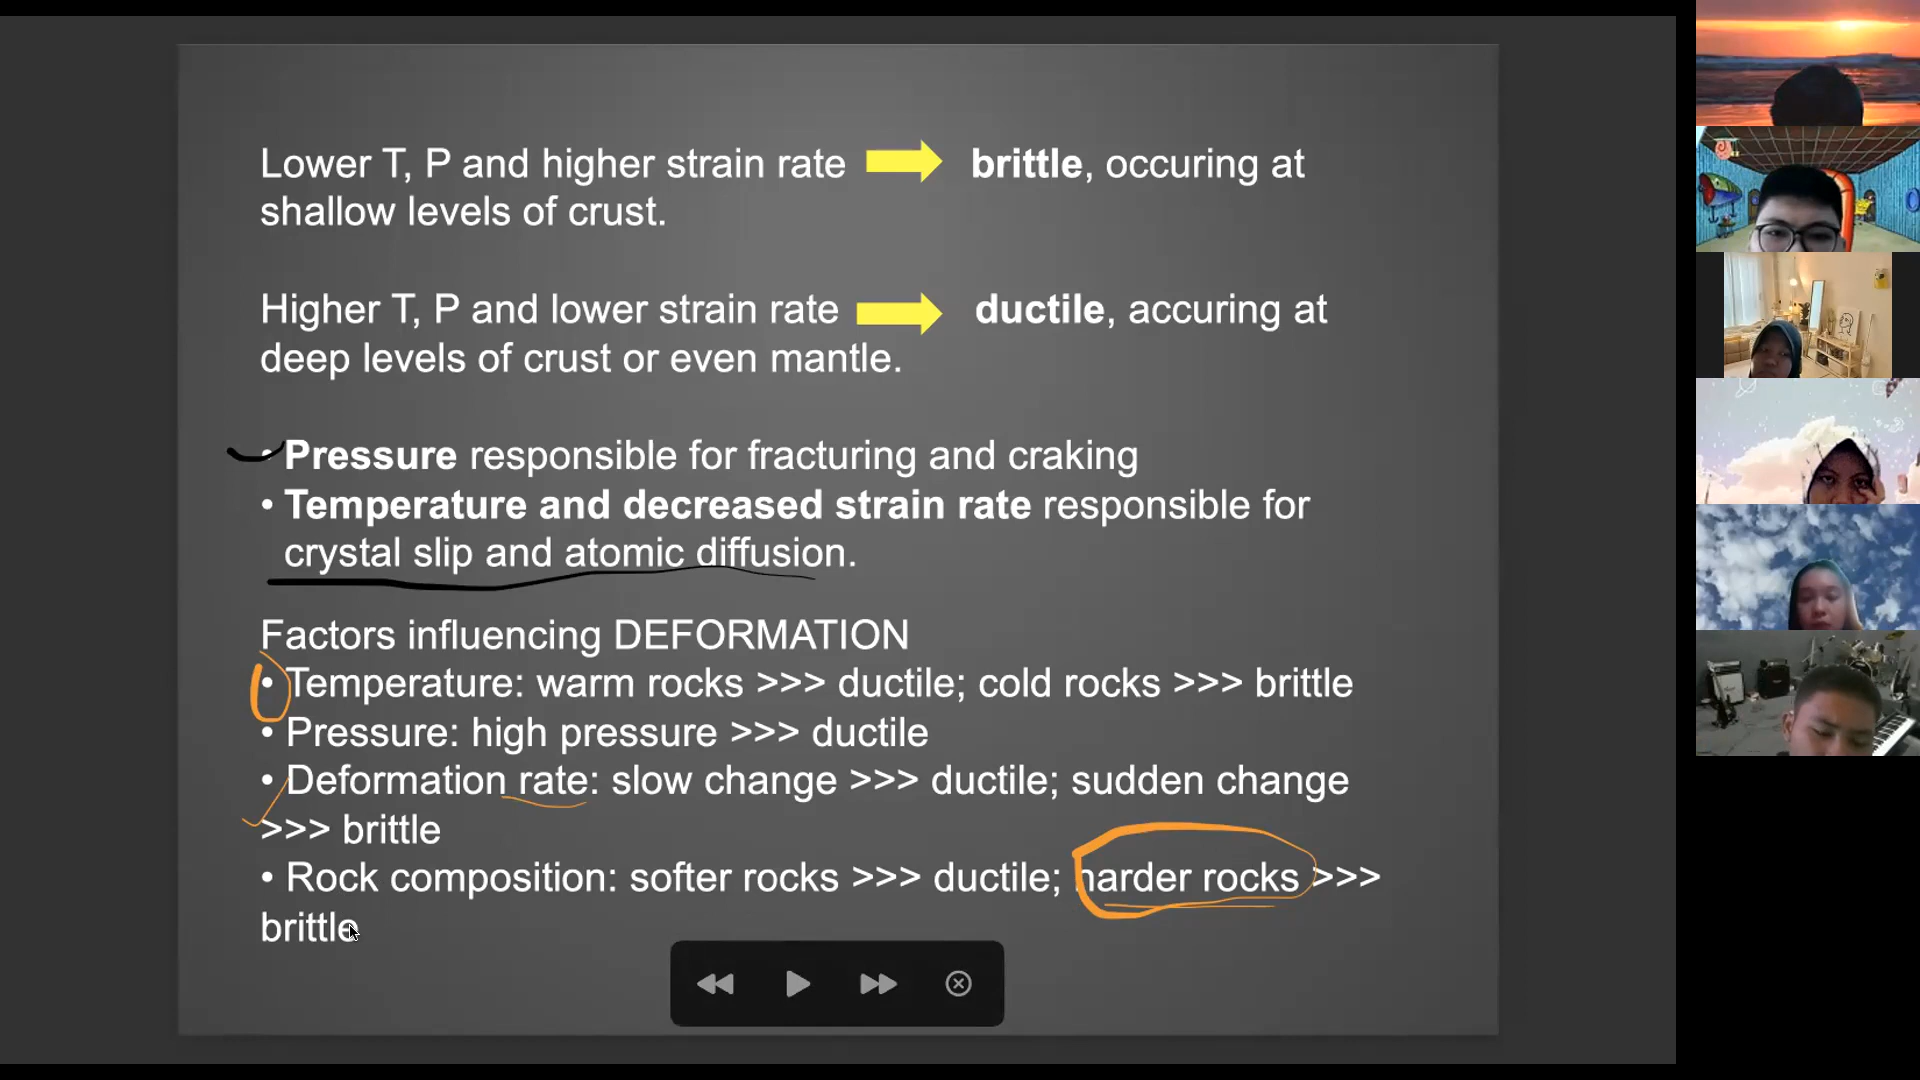 Lower T, P and higher strain rate brittle, occuring at
shallow levels of crust.
Higher T, P and lower strain rate ductile, accuring at
deep levels of crust or even mantle.
• Pressure responsible for fracturing and craking
• Temperature and decreased strain rate responsible for
crystal slip and atomic diffusion.
Factors influencing DEFORMATION
• Temperature: warm rocks >>> ductile; cold rocks >>> brittle
• Pressure: high pressure >>> ductile
• Deformation rate: slow change >>> ductile; sudden change
>>> brittle
• Rock composition: softer rocks >>> ductile; harder rocks >>>
brittle